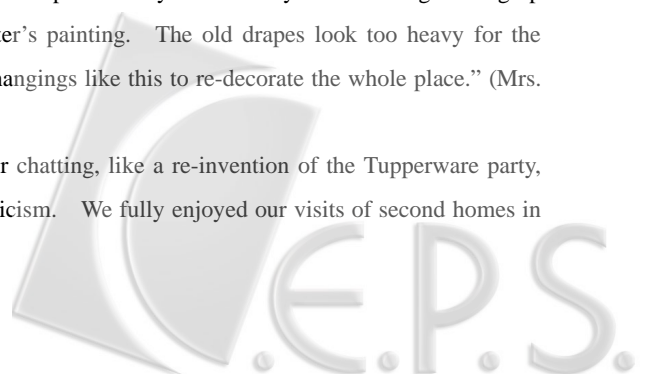 er's painting. The old drapes look too heavy for the
angings like this to re-decorate the whole place." (Mrs.
r chatting, like a re-invention of the Tupperware party,
icism. We fully enjoyed our visits of second homes in
C.E.P.S.